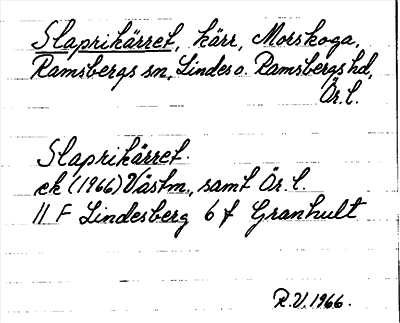 Slaprikärret, kärr, Morskoga,
Ramsbergs sn, Lindes o. Ramsbergs hd,
Ör. l.
Slaprikärret.
ek (1966) Västm., samt Ör. l.
11 F Lindesberg 6 f Granhult
R.V. 1966.